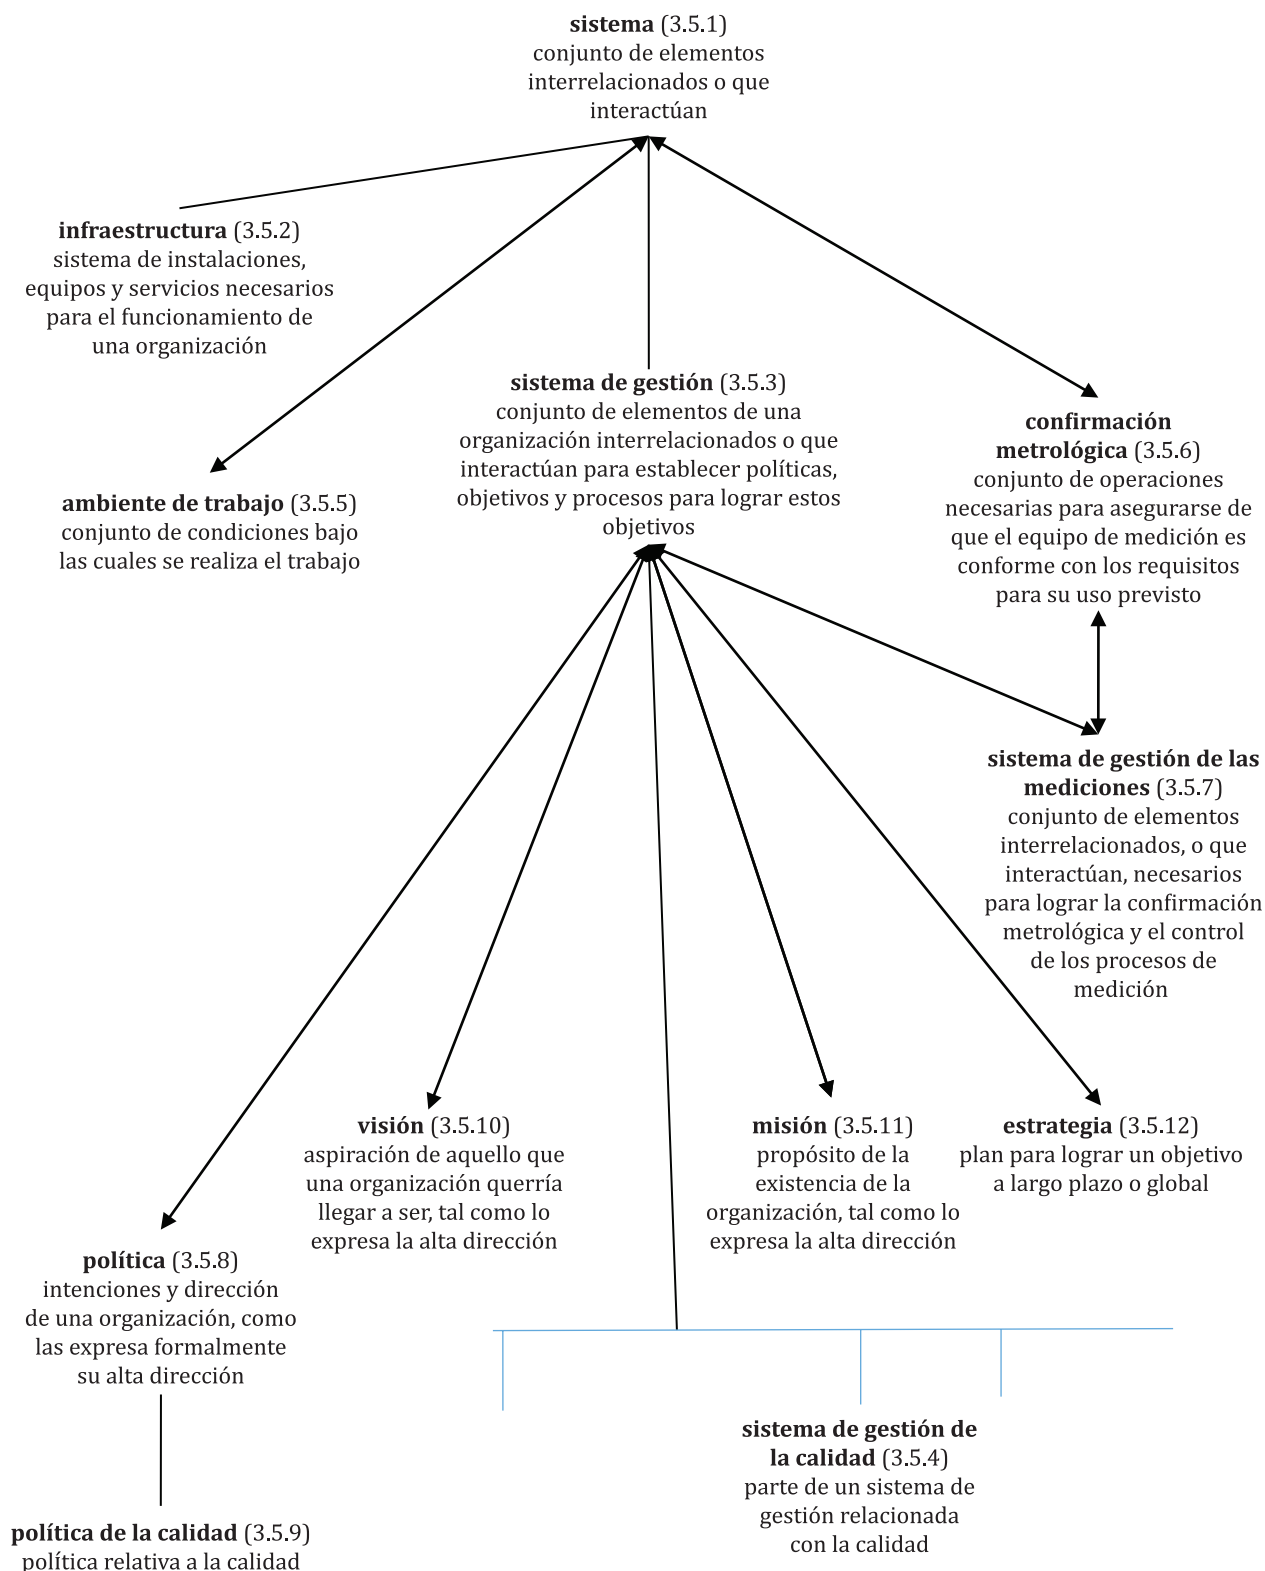 sistema (3.5.1)
conjunto de elementos
interrelacionados o que
interactúan
infraestructura (3.5.2)
sistema de instalaciones,
equipos y servicios necesarios
para el funcionamiento de
una organización
sistema de gestión (3.5.3)
conjunto de elementos de una
organización interrelacionados o que
interactúan para establecer políticas,
objetivos y procesos para lograr estos
objetivos
confirmación
metrológica (3.5.6)
conjunto de operaciones
necesarias para asegurarse de
que el equipo de medición es
conforme con los requisitos
para su uso previsto
ambiente de trabajo (3.5.5)
conjunto de condiciones bajo
las cuales se realiza el trabajo
sistema de gestión de las
mediciones (3.5.7)
conjunto de elementos
interrelacionados, o que
interactúan, necesarios
para lograr la confirmación
metrológica y el control
de los procesos de
medición
visión (3.5.10)
aspiración de aquello que
una organización querría
llegar a ser, tal como lo
expresa la alta dirección
misión (3.5.11)
propósito de la
existencia de la
organización, tal como lo
expresa la alta dirección
estrategia (3.5.12)
plan para lograr un objetivo
a largo plazo o global
política (3.5.8)
intenciones y dirección
de una organización, como
las expresa formalmente
su alta dirección
sistema de gestión de
la calidad (3.5.4)
parte de un sistema de
gestión relacionada
con la calidad
política de la calidad (3.5.9)
política relativa a la calidad